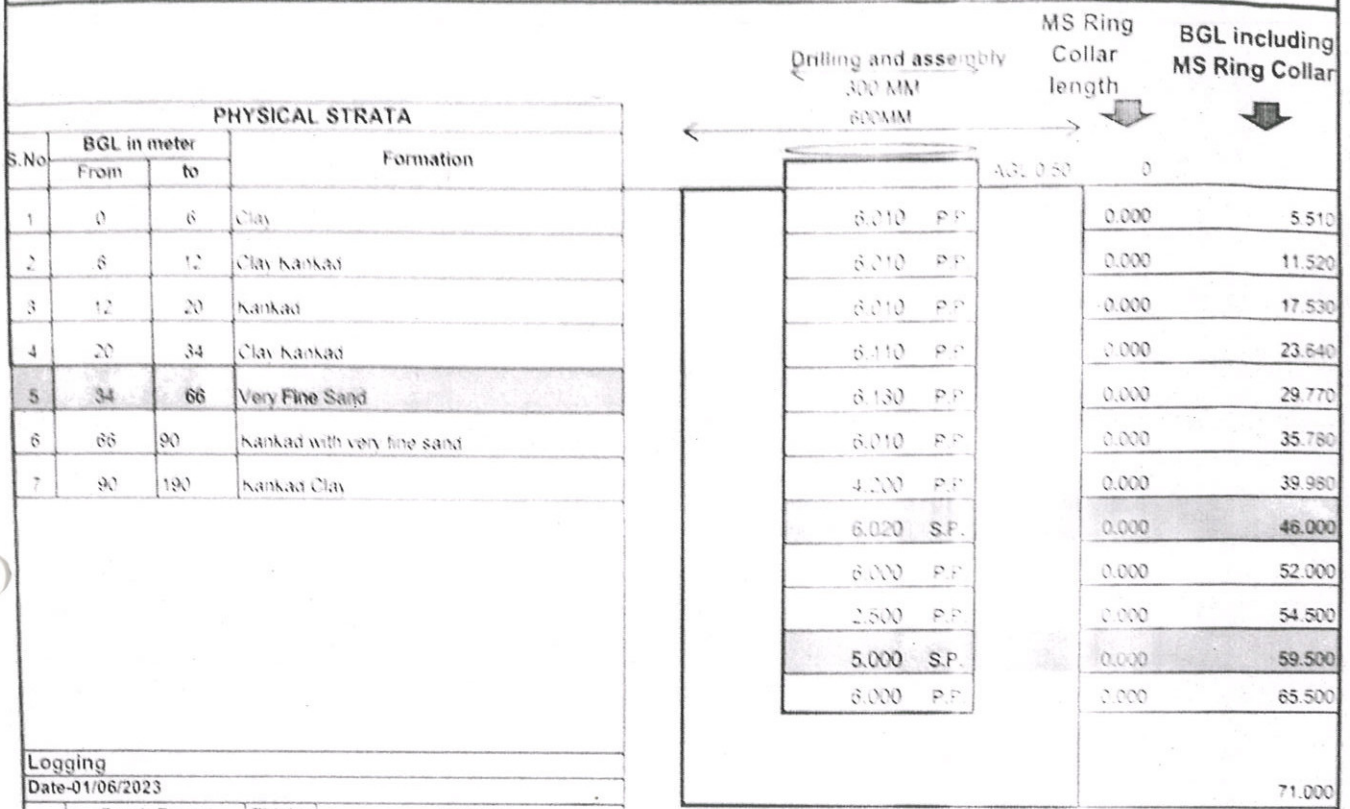 Drilling and assembly
300 MM
600MM
MS Ring
Collar
length
BGL including
MS Ring Collar
PHYSICAL STRATA
S.No BGL in meter Formation
From to
AGL 0.50 0
1 0 6 Clay
2 6 12 Clay Kankad
3 12 20 Kankad
4 20 34 Clay Kankad
5 34 66 Very Fine Sand
6 66 90 Kankad with very fine sand
7 90 190 Kankad Clay
6.010 P.P 0.000 5.510
6.010 P.P 0.000 11.520
6.010 P.P 0.000 17.530
6.110 P.P 0.000 23.640
6.130 P.P 0.000 29.770
6.010 P.P 0.000 35.780
4.200 P.P 0.000 39.980
6.020 S.P. 0.000 46.000
6.000 P.P 0.000 52.000
2.500 P.P 0.000 54.500
5.000 S.P. 0.000 59.500
6.000 P.P 0.000 65.500
71.000
Logging
Date-01/06/2023